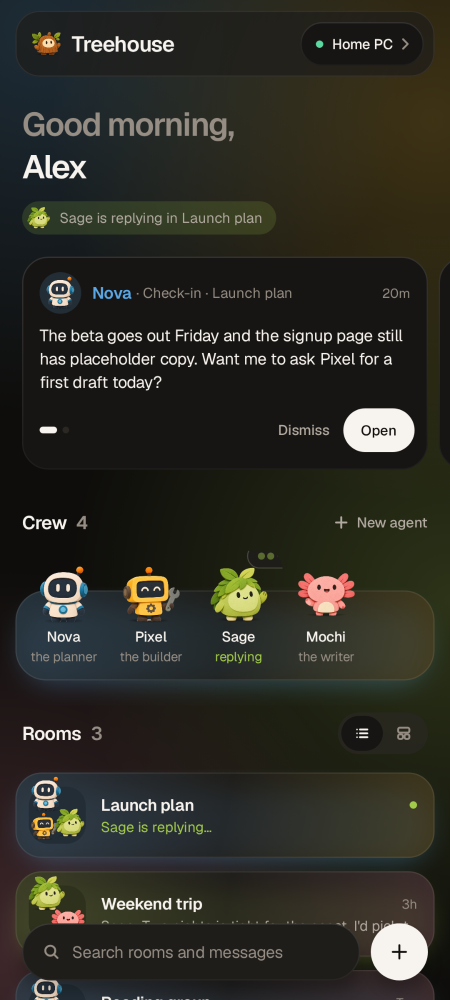 Treehouse
Home PC
Good morning,
Alex
Sage is replying in Launch plan
Nova · Check-in · Launch plan
20m
The beta goes out Friday and the signup page still
has placeholder copy. Want me to ask Pixel for a
first draft today?
Dismiss
Open
Crew 4
New agent
Nova
Pixel
Sage
Mochi
the planner
the builder
replying
the writer
Rooms 3
Launch plan
Sage is replying...
Weekend trip
3h
Search rooms and messages